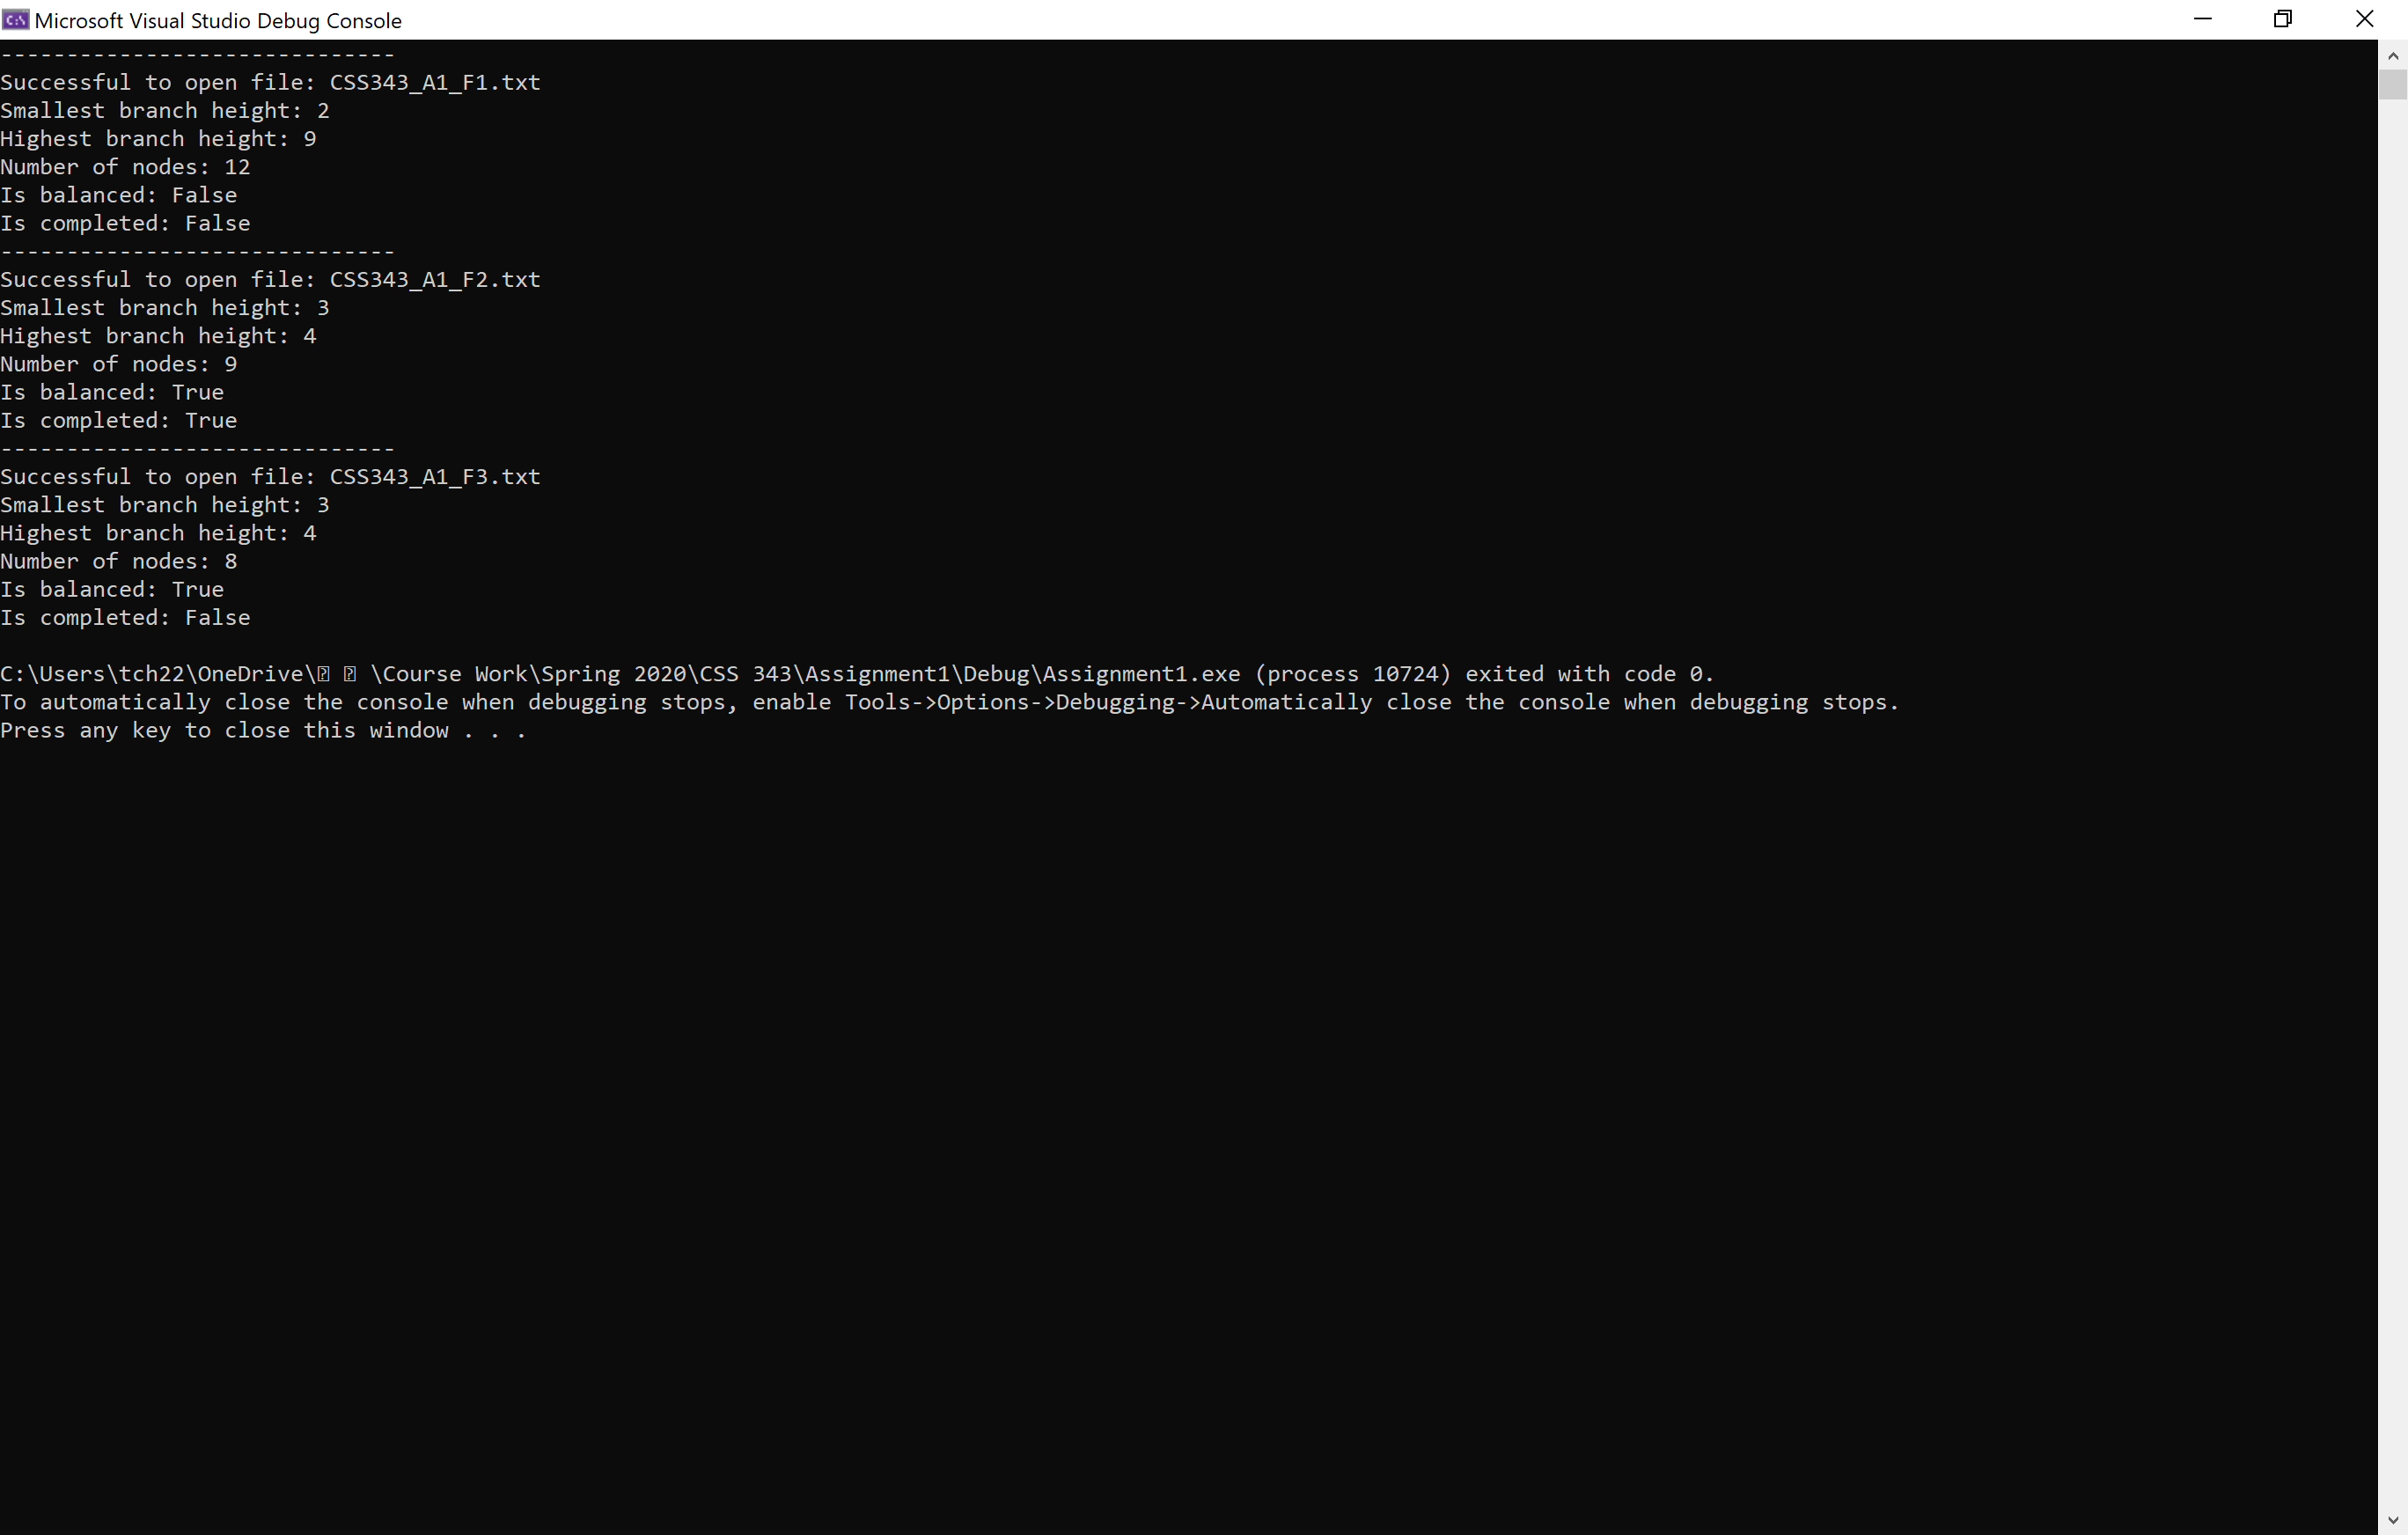 Microsoft Visual Studio Debug Console
------------------------------
Successful to open file: CSS343_A1_F1.txt
Smallest branch height: 2
Highest branch height: 9
Number of nodes: 12
Is balanced: False
Is completed: False
------------------------------
Successful to open file: CSS343_A1_F2.txt
Smallest branch height: 3
Highest branch height: 4
Number of nodes: 9
Is balanced: True
Is completed: True
------------------------------
Successful to open file: CSS343_A1_F3.txt
Smallest branch height: 3
Highest branch height: 4
Number of nodes: 8
Is balanced: True
Is completed: False
C:\Users\tch22\OneDrive\⍰ ⍰ \Course Work\Spring 2020\CSS 343\Assignment1\Debug\Assignment1.exe (process 10724) exited with code 0.
To automatically close the console when debugging stops, enable Tools->Options->Debugging->Automatically close the console when debugging stops.
Press any key to close this window . . .